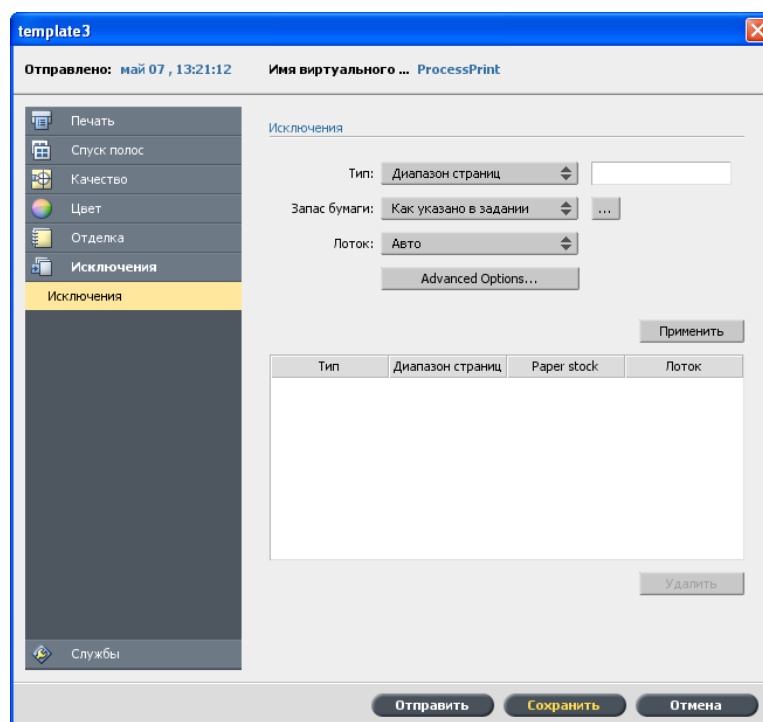 template3
Отправлено: май 07 , 13:21:12 Имя виртуального ... ProcessPrint
Печать
Спуск полос
Качество
Цвет
Отделка
Исключения
Исключения
Службы
Исключения
Тип: Диапазон страниц
Запас бумаги: Как указано в задании ...
Лоток: Авто
Advanced Options...
Применить
Тип Диапазон страниц Paper stock Лоток
Удалить
Отправить Сохранить Отмена